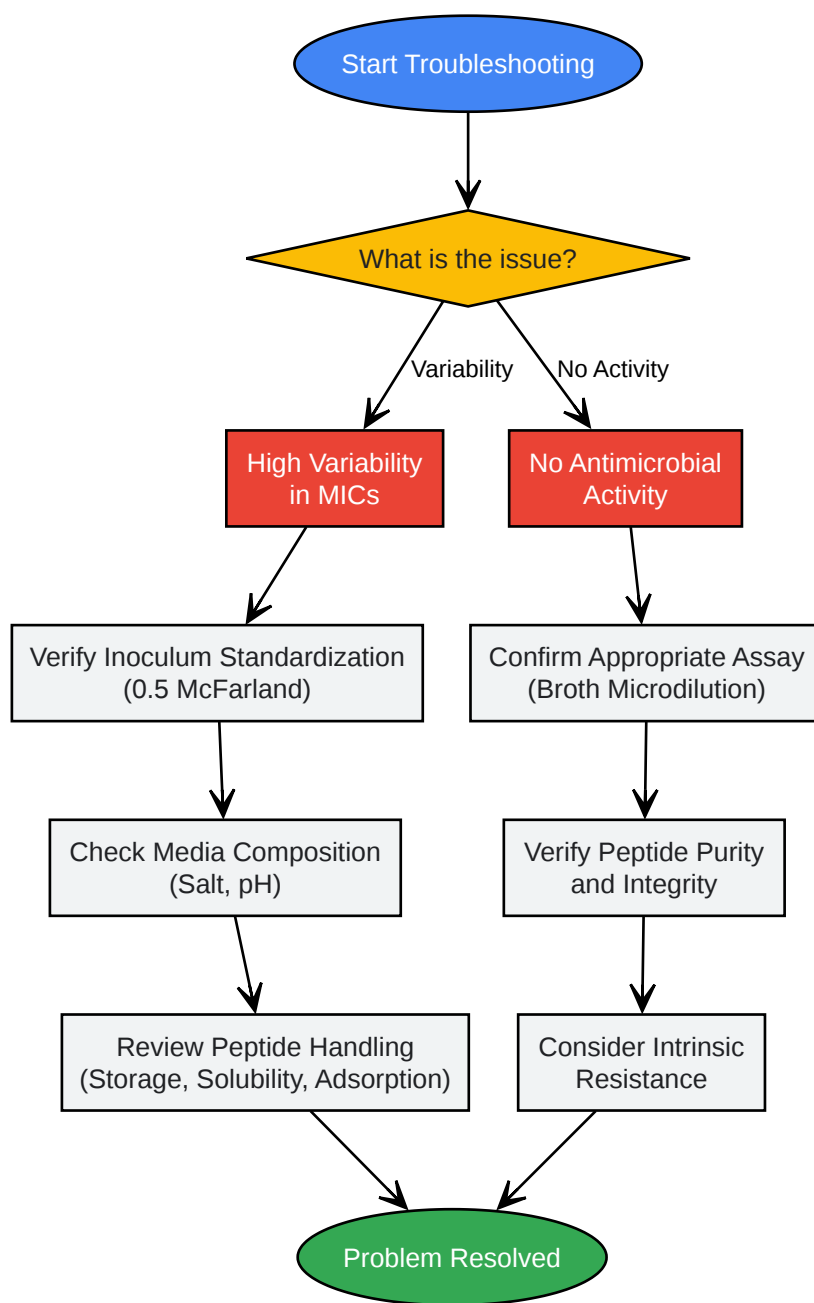 Start Troubleshooting
What is the issue?
Variability
No Activity
High Variability
in MICs
No Antimicrobial
Activity
Verify Inoculum Standardization
(0.5 McFarland)
Confirm Appropriate Assay
(Broth Microdilution)
Check Media Composition
(Salt, pH)
Verify Peptide Purity
and Integrity
Review Peptide Handling
(Storage, Solubility, Adsorption)
Consider Intrinsic
Resistance
Problem Resolved